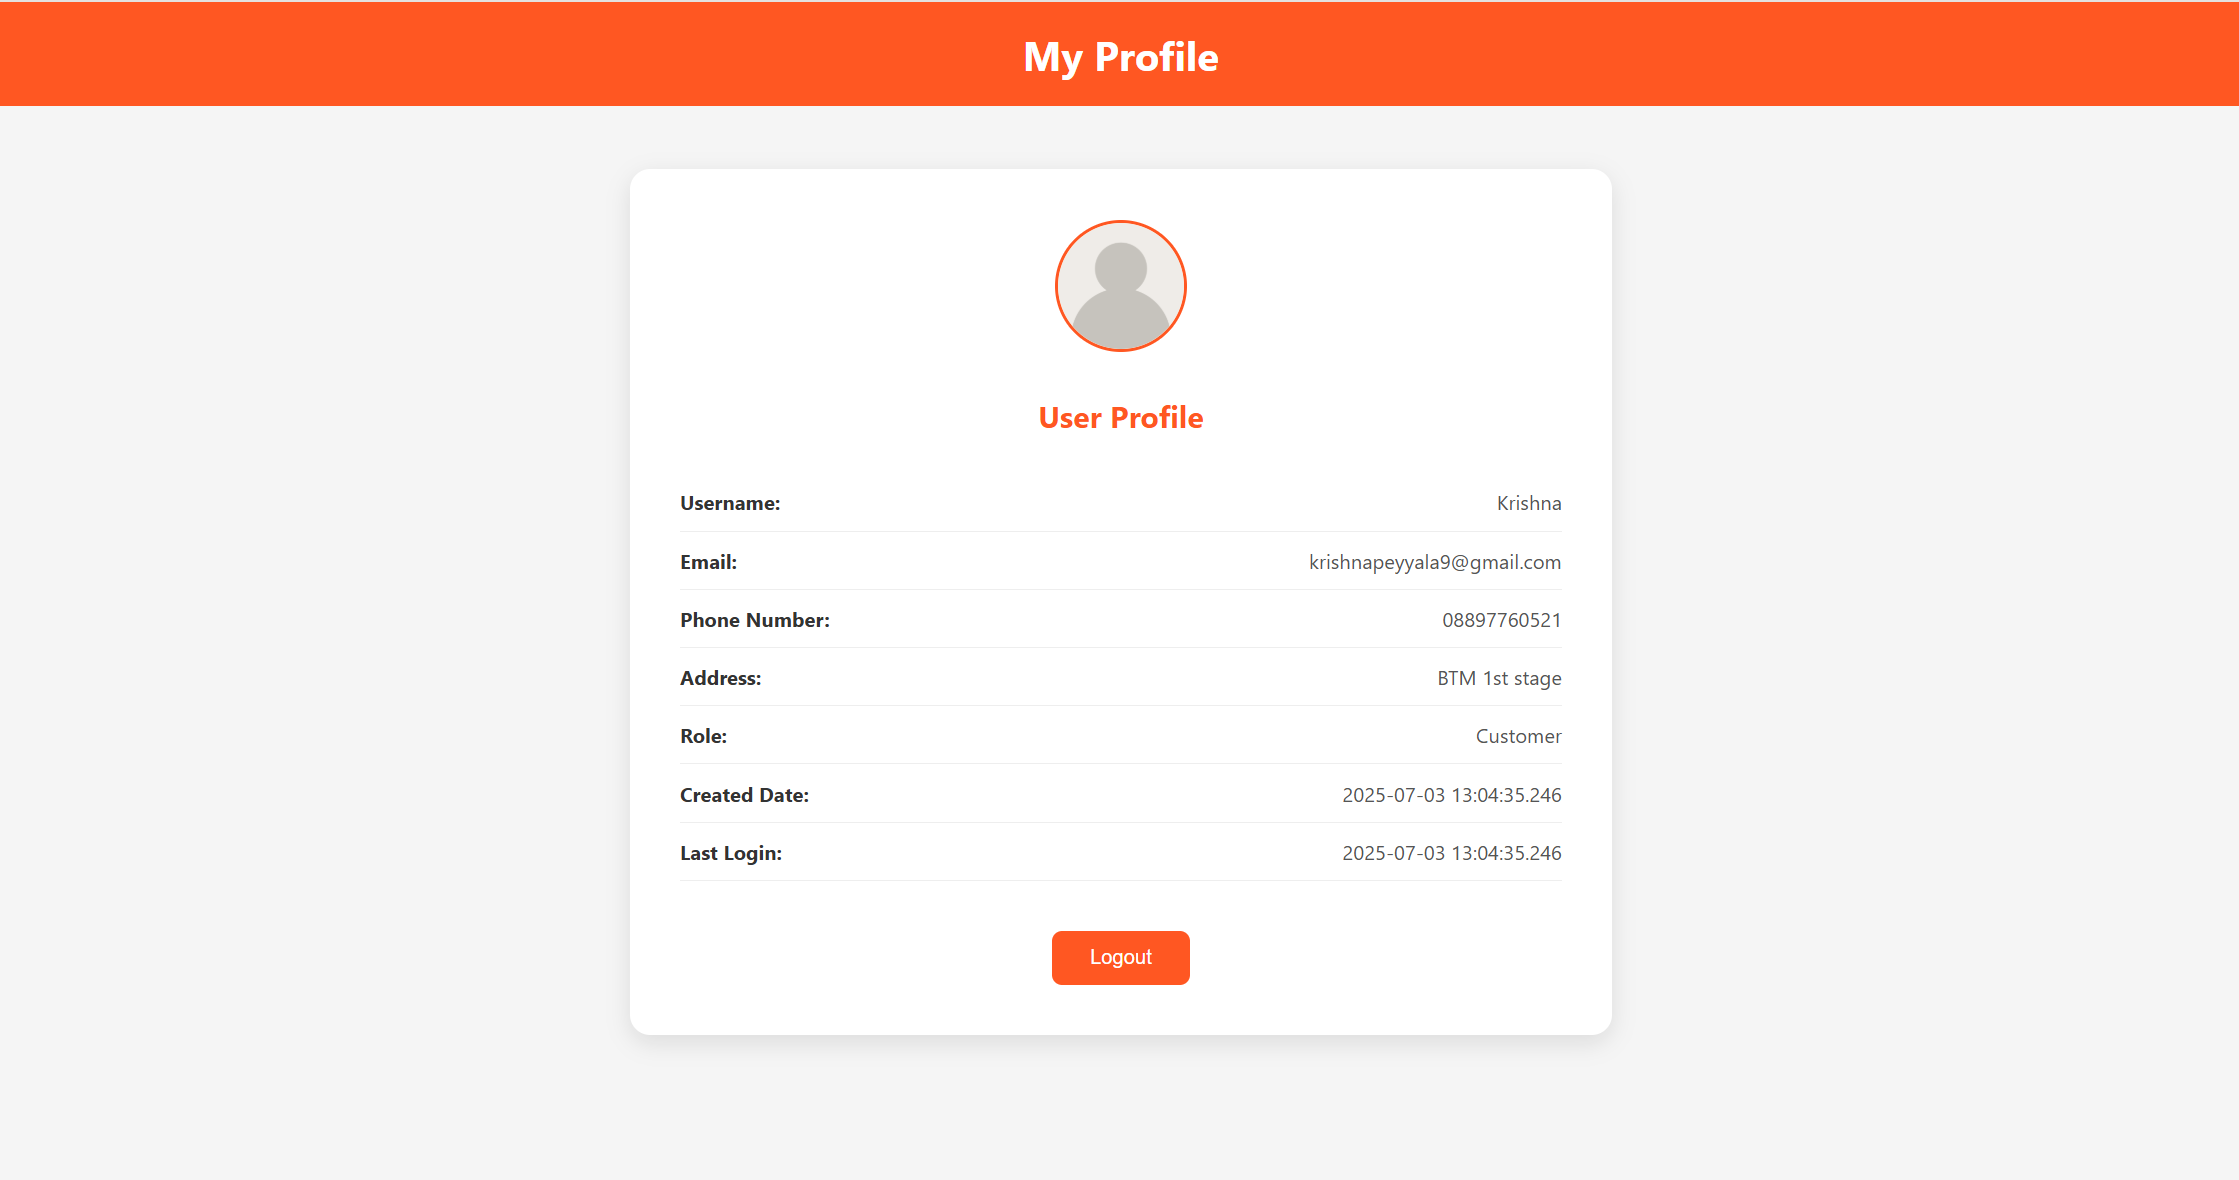 My Profile
User Profile
Username: Krishna
Email: krishnapeyyala9@gmail.com
Phone Number: 08897760521
Address: BTM 1st stage
Role: Customer
Created Date: 2025-07-03 13:04:35.246
Last Login: 2025-07-03 13:04:35.246
Logout